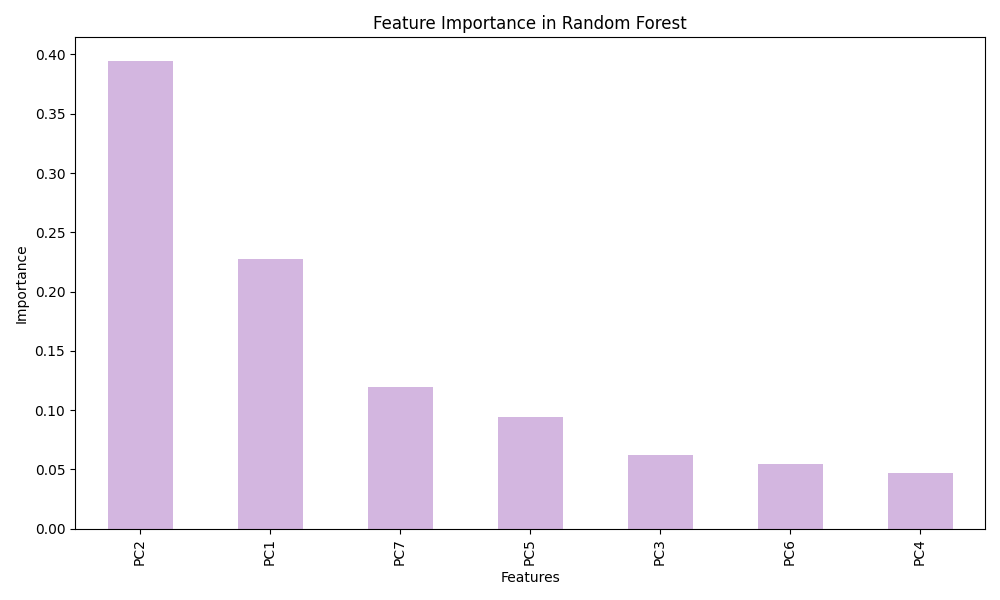 Feature Importance in Random Forest
Importance
0.40
0.35
0.30
0.25
0.20
0.15
0.10
0.05
0.00
PC2
PC1
PC7
PC5
PC3
PC6
PC4
Features